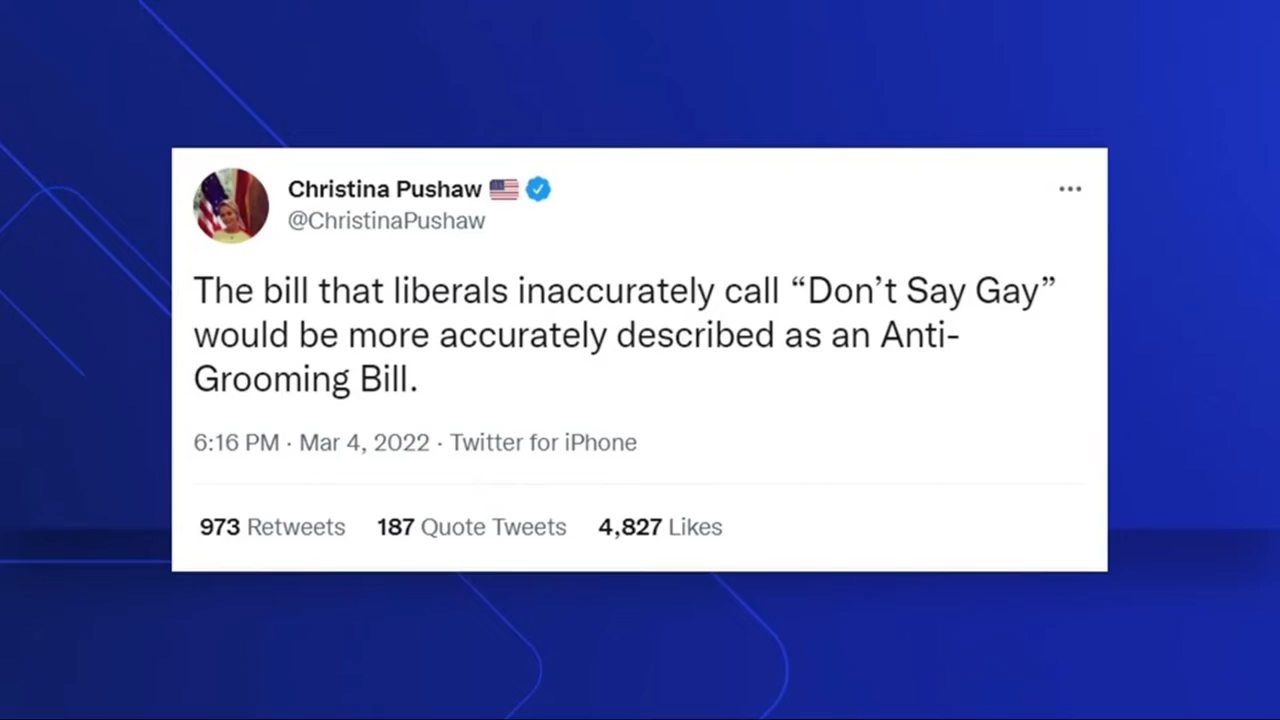 Christina Pushaw 🇺🇸
@ChristinaPushaw
The bill that liberals inaccurately call “Don’t Say Gay”
would be more accurately described as an Anti-
Grooming Bill.
6:16 PM · Mar 4, 2022 · Twitter for iPhone
973 Retweets 187 Quote Tweets 4,827 Likes